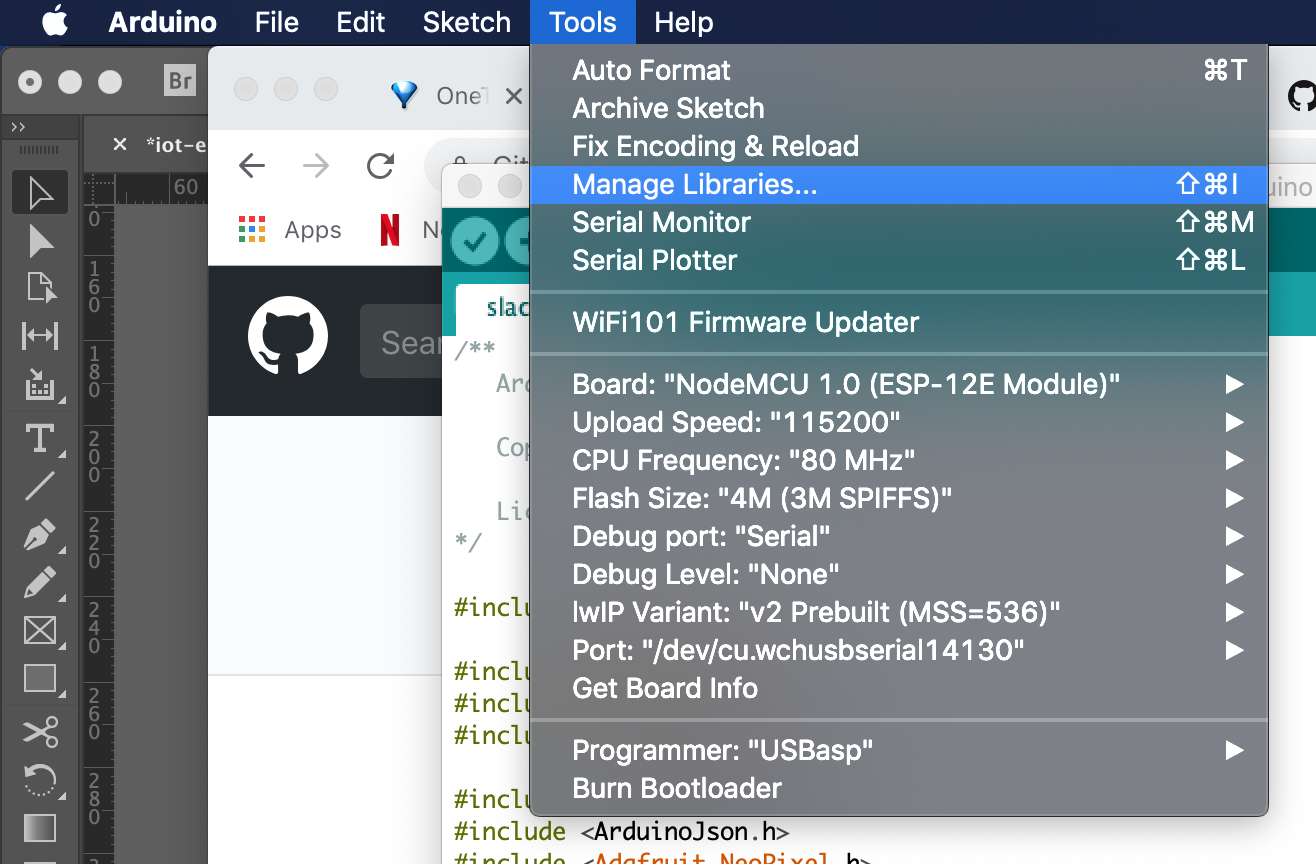 Arduino File Edit Sketch Tools Help
Br
Auto Format ⌘T
Archive Sketch
Fix Encoding & Reload
Manage Libraries... ⇧⌘I
Serial Monitor ⇧⌘M
Serial Plotter ⇧⌘L
WiFi101 Firmware Updater
Board: "NodeMCU 1.0 (ESP-12E Module)"
Upload Speed: "115200"
CPU Frequency: "80 MHz"
Flash Size: "4M (3M SPIFFS)"
Debug port: "Serial"
Debug Level: "None"
lwIP Variant: "v2 Prebuilt (MSS=536)"
Port: "/dev/cu.wchusbserial14130"
Get Board Info
Programmer: "USBasp"
Burn Bootloader
OneT
*iot-e
60
0
160
180
200
220
240
260
280
Apps
Sear
slac
uino
/**
Ard
Cop
Lic
*/
#inclu
#inclu
#inclu
#inclu
#inclu
#include <ArduinoJson.h>
#include <Adafruit_NeoPixel.h>